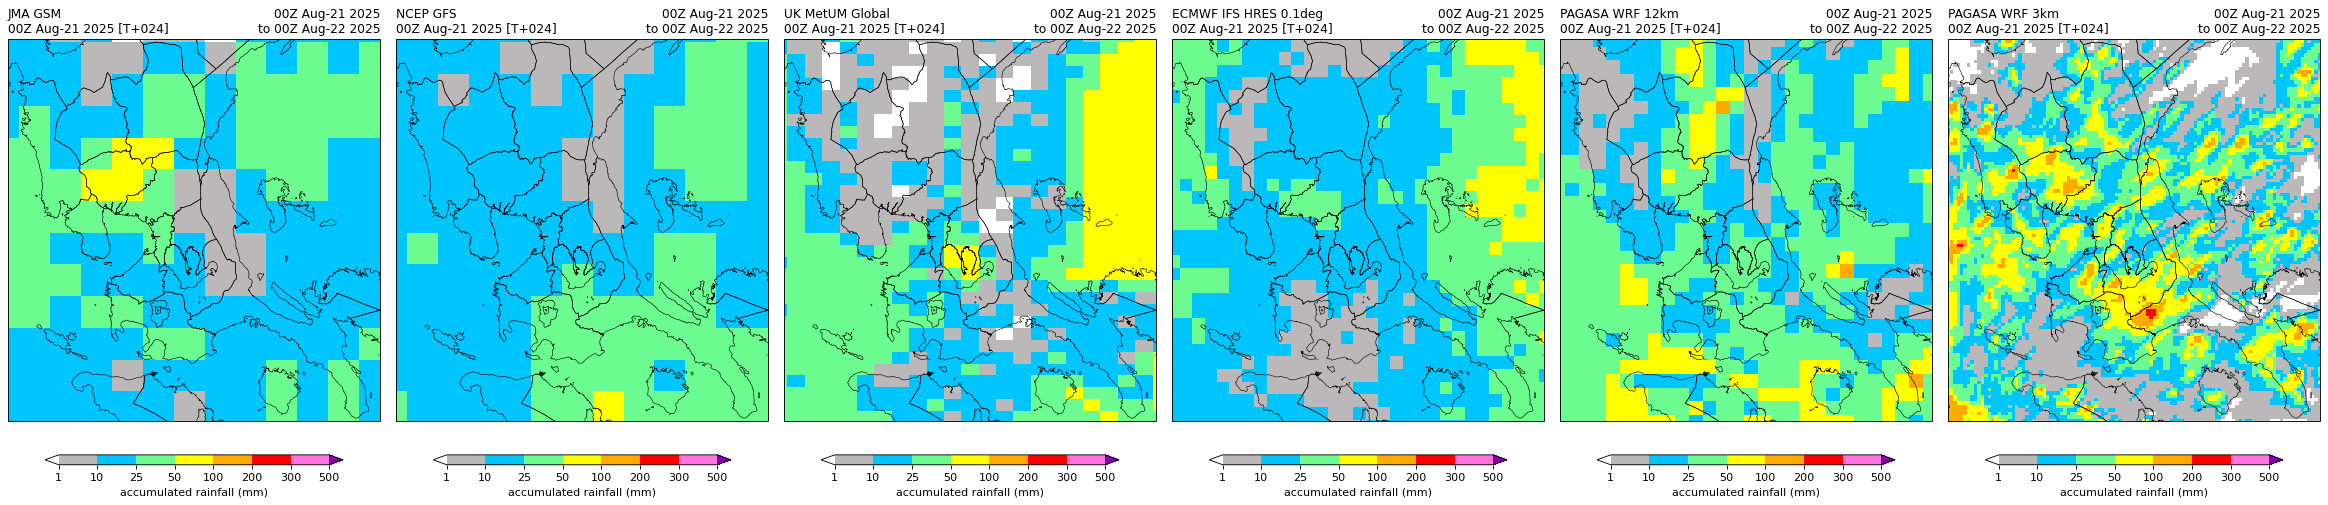 JMA GSM
00Z Aug-21 2025 [T+024]
00Z Aug-21 2025
to 00Z Aug-22 2025
NCEP GFS
00Z Aug-21 2025 [T+024]
00Z Aug-21 2025
to 00Z Aug-22 2025
UK MetUM Global
00Z Aug-21 2025 [T+024]
00Z Aug-21 2025
to 00Z Aug-22 2025
ECMWF IFS HRES 0.1deg
00Z Aug-21 2025 [T+024]
00Z Aug-21 2025
to 00Z Aug-22 2025
PAGASA WRF 12km
00Z Aug-21 2025 [T+024]
00Z Aug-21 2025
to 00Z Aug-22 2025
PAGASA WRF 3km
00Z Aug-21 2025 [T+024]
00Z Aug-21 2025
to 00Z Aug-22 2025
1 10 25 50 100 200 300 500
accumulated rainfall (mm)
1 10 25 50 100 200 300 500
accumulated rainfall (mm)
1 10 25 50 100 200 300 500
accumulated rainfall (mm)
1 10 25 50 100 200 300 500
accumulated rainfall (mm)
1 10 25 50 100 200 300 500
accumulated rainfall (mm)
1 10 25 50 100 200 300 500
accumulated rainfall (mm)